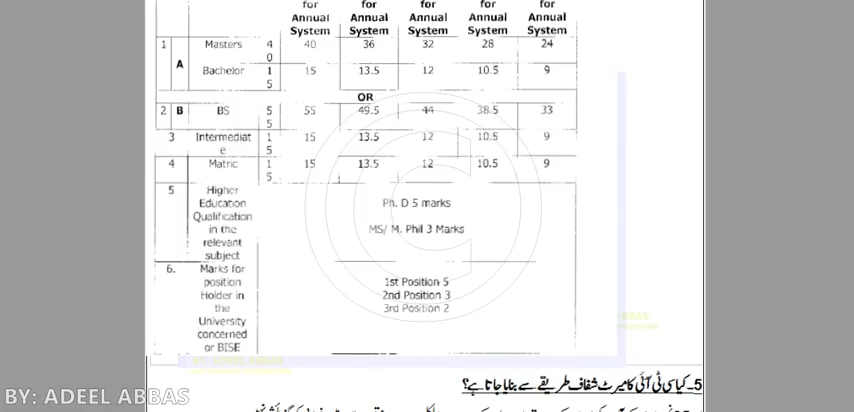 for for for for for
Annual Annual Annual Annual Annual
System System System System System
1 A Masters 40 40 36 32 28 24
Bachelor 15 15 13.5 12 10.5 9
OR
2 B BS 55 55 49.5 44 38.5 33
3 Intermediate 15 15 13.5 12 10.5 9
4 Matric 15 15 13.5 12 10.5 9
5 Higher
Education
Qualification
in the
relevant
subject
Ph. D 5 marks
MS/ M. Phil 3 Marks
6. Marks for
position
Holder in
the
University
concerned
or BISE
1st Position 5
2nd Position 3
3rd Position 2
BY: ADEEL ABBAS
5۔ کیا سی ٹی آئی کا میرٹ شفاف طریقے سے بنایا جاتا ہے؟
BY: ADEEL ABBAS